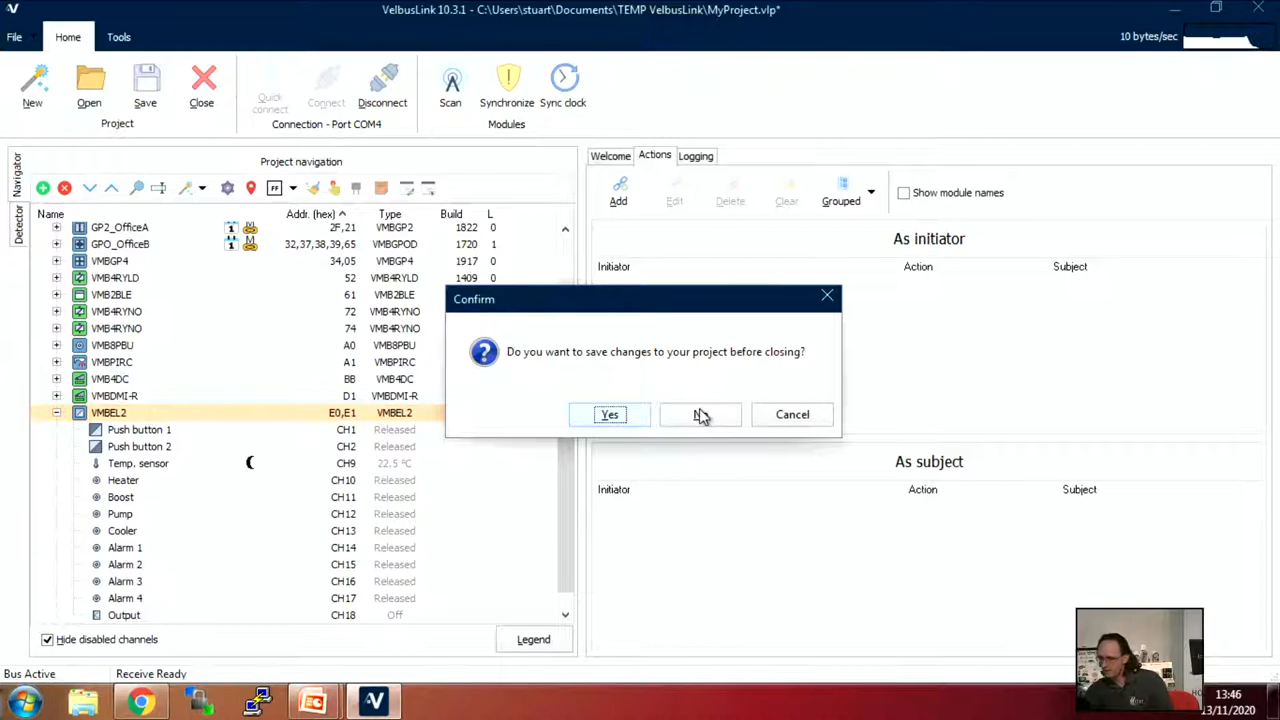 VelbusLink 10.3.1 - C:\Users\stuart\Documents\TEMP VelbusLink\MyProject.vlp*
File Home Tools 10 bytes/sec
New Open Save Close Quick connect Connect Disconnect Scan Synchronize Sync clock
Project Connection - Port COM4 Modules
Navigator
Detector
Project navigation
FF
Name Addr. (hex) Type Build L
GP2_OfficeA 1 2F,21 VMBGP2 1822 0
GPO_OfficeB 1 M 32,37,38,39,65 VMBGPOD 1720 1
VMBGP4 34,05 VMBGP4 1917 0
VMB4RYLD 52 VMB4RYLD 1409 0
VMB2BLE 61 VMB2BLE
VMB4RYNO 72 VMB4RYNO
VMB4RYNO 74 VMB4RYNO
VMB8PBU A0 VMB8PBU
VMBPIRC A1 VMBPIRC
VMB4DC BB VMB4DC
VMBDMI-R D1 VMBDMI-R
VMBEL2 E0,E1 VMBEL2
Push button 1 CH1 Released
Push button 2 CH2 Released
Temp. sensor CH9 22,5 ºC
Heater CH10 Released
Boost CH11 Released
Pump CH12 Released
Cooler CH13 Released
Alarm 1 CH14 Released
Alarm 2 CH15 Released
Alarm 3 CH16 Released
Alarm 4 CH17 Released
Output CH18 Off
Hide disabled channels Legend
Welcome Actions Logging
Add Edit Delete Clear Grouped Show module names
As initiator
Initiator Action Subject
Confirm
Do you want to save changes to your project before closing?
Yes Cancel
As subject
Initiator Action Subject
Bus Active Receive Ready
13:46
13/11/2020